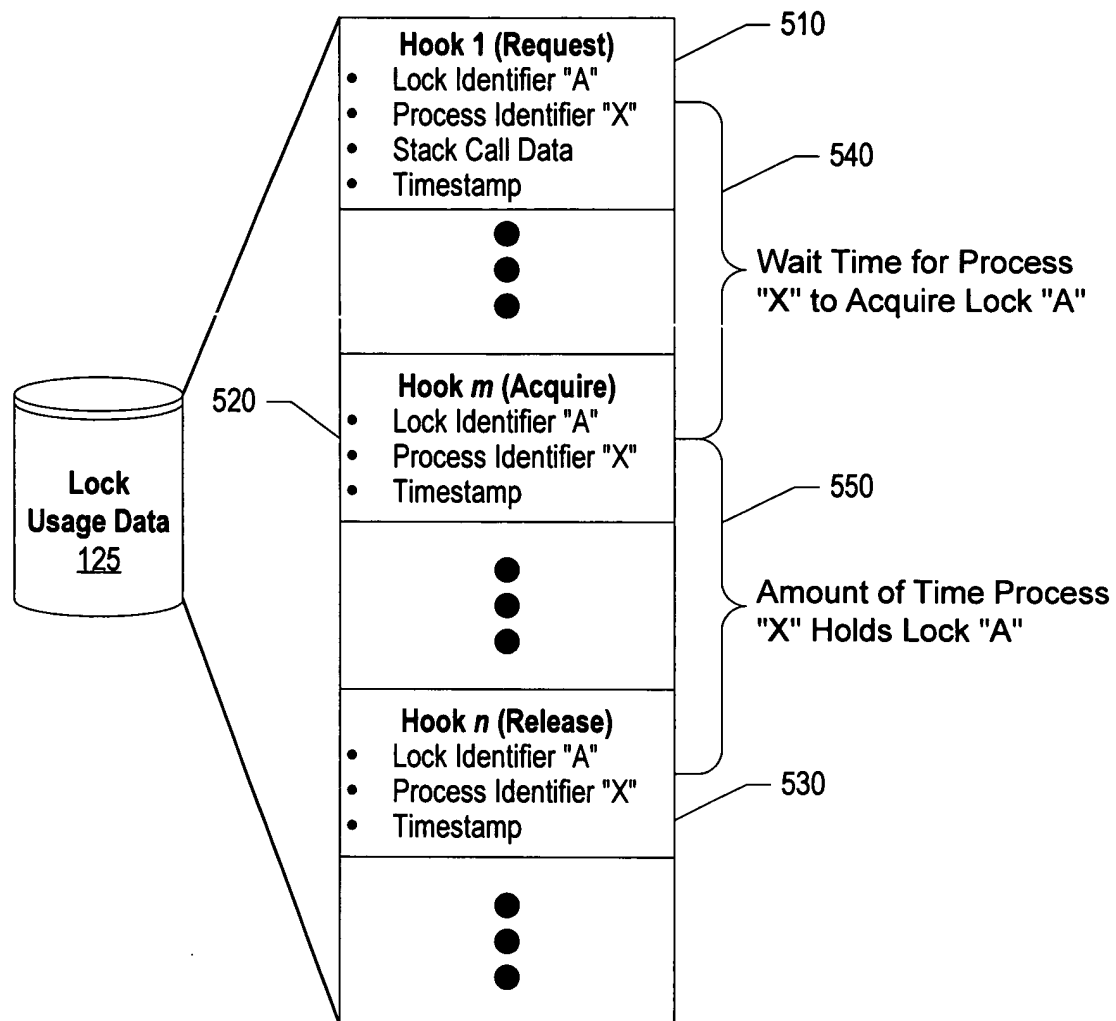 Hook 1 (Request)
• Lock Identifier "A"
• Process Identifier "X"
• Stack Call Data
• Timestamp
510
540
Wait Time for Process
"X" to Acquire Lock "A"
Hook m (Acquire)
• Lock Identifier "A"
• Process Identifier "X"
• Timestamp
520
Lock
Usage Data
125
550
Amount of Time Process
"X" Holds Lock "A"
Hook n (Release)
• Lock Identifier "A"
• Process Identifier "X"
• Timestamp
530